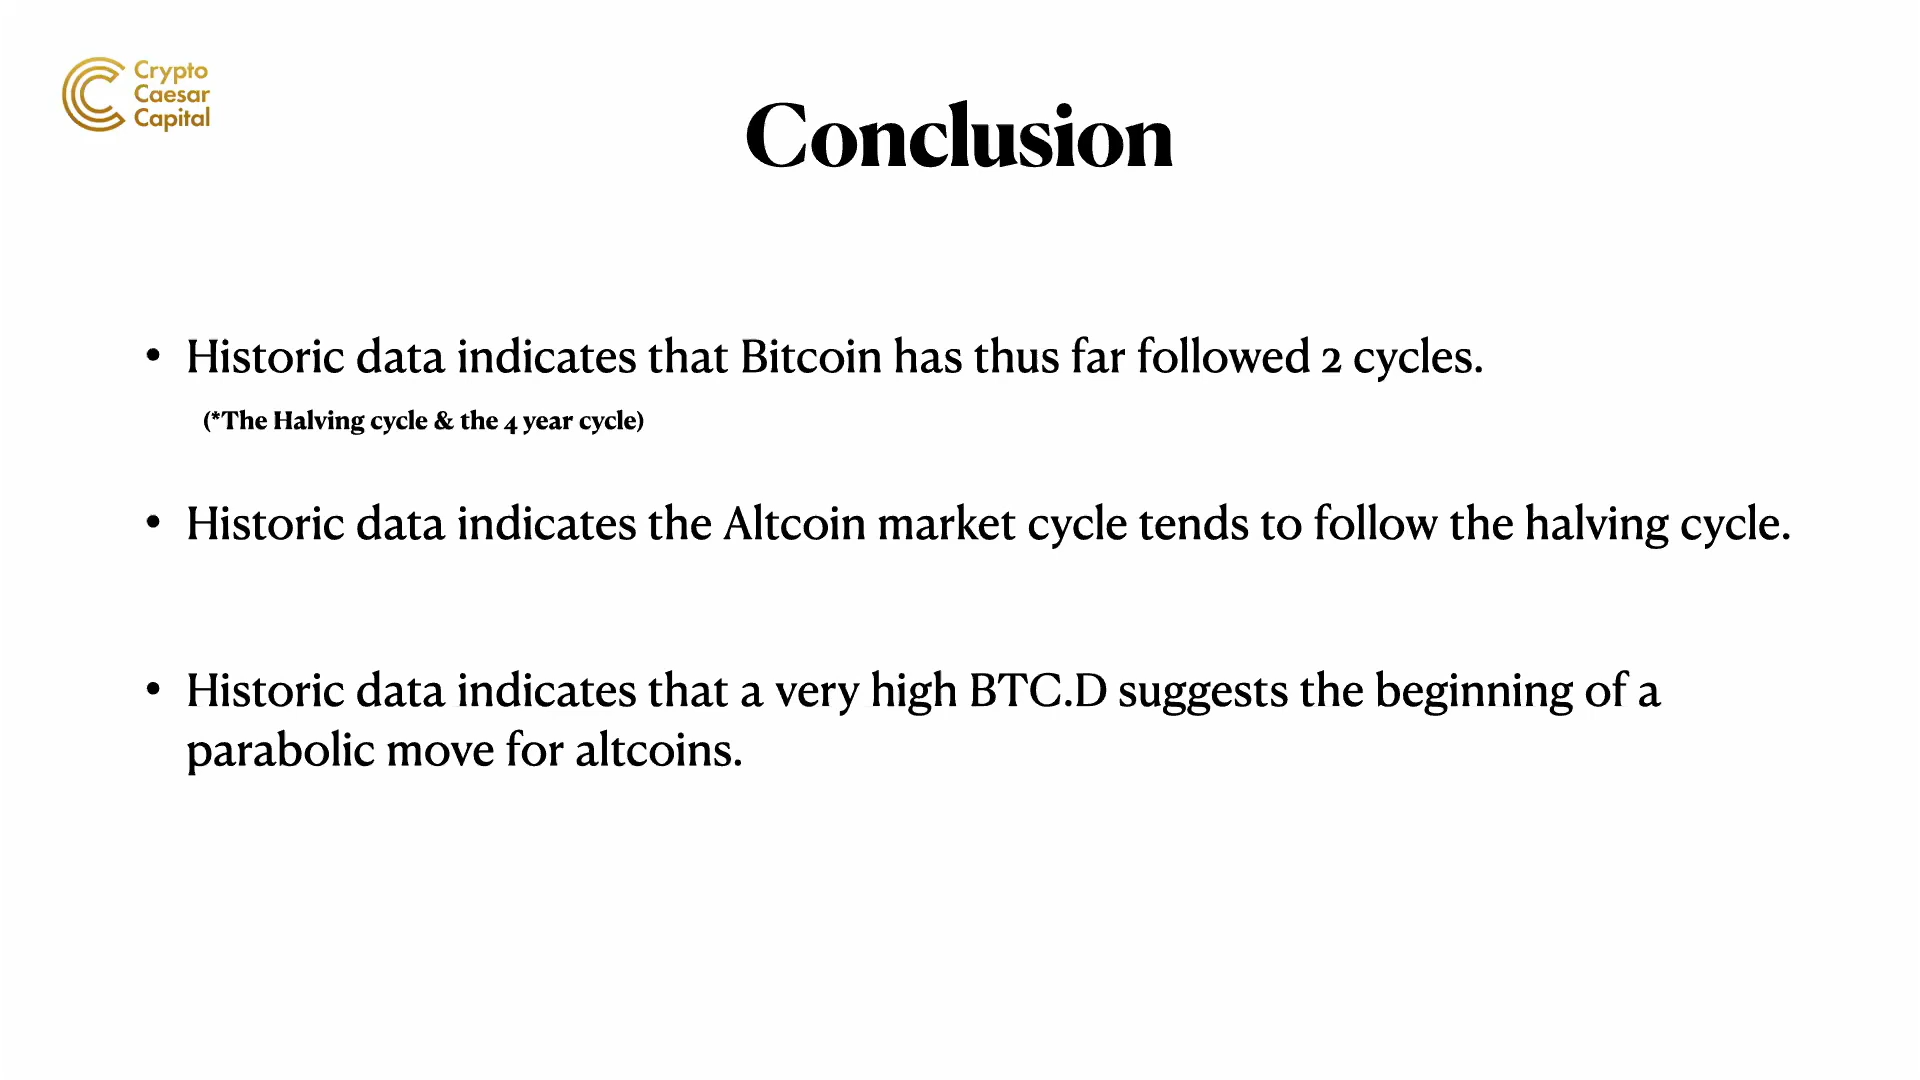 Crypto
Caesar
Capital
Conclusion
• Historic data indicates that Bitcoin has thus far followed 2 cycles.
(*The Halving cycle & the 4 year cycle)
• Historic data indicates the Altcoin market cycle tends to follow the halving cycle.
• Historic data indicates that a very high BTC.D suggests the beginning of a
parabolic move for altcoins.